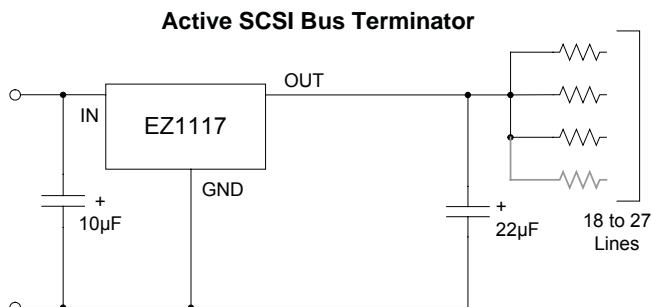 Active SCSI Bus Terminator
IN
EZ1117
OUT
GND
+
10µF
+
22µF
18 to 27
Lines